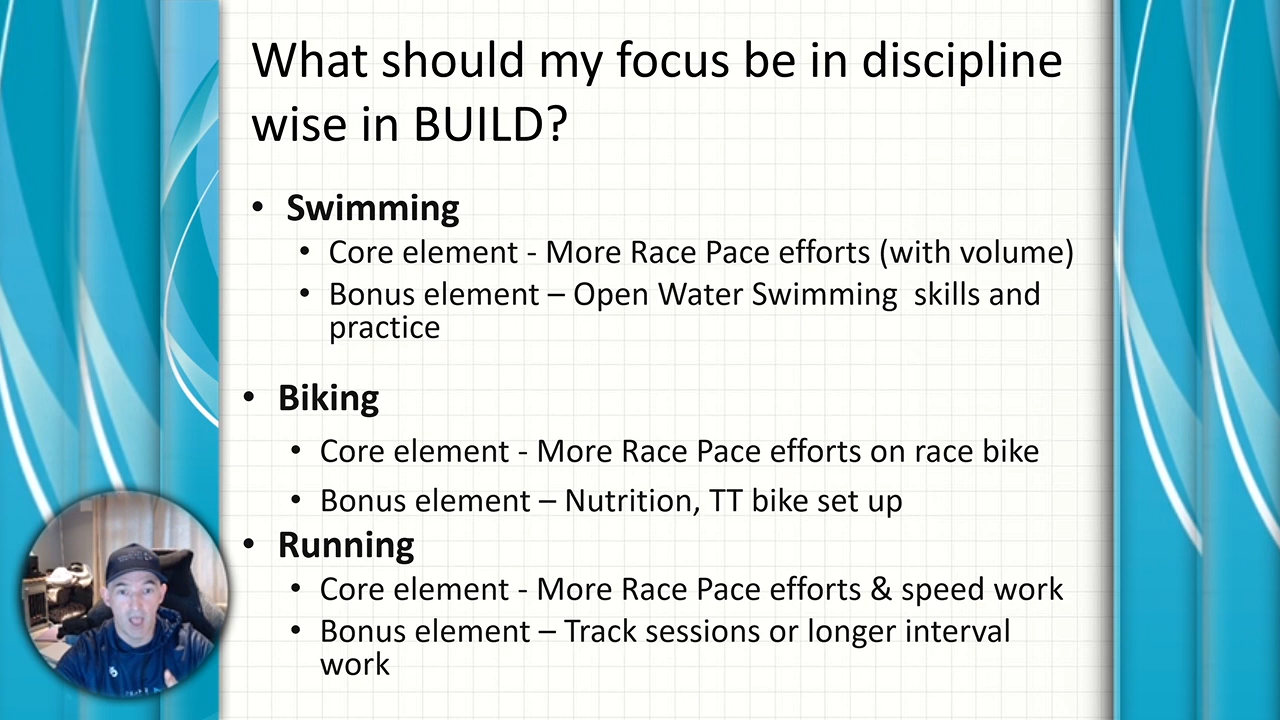 What should my focus be in discipline
wise in BUILD?
• Swimming
• Core element - More Race Pace efforts (with volume)
• Bonus element – Open Water Swimming  skills and
practice
• Biking
• Core element - More Race Pace efforts on race bike
• Bonus element – Nutrition, TT bike set up
• Running
• Core element - More Race Pace efforts & speed work
• Bonus element – Track sessions or longer interval
work